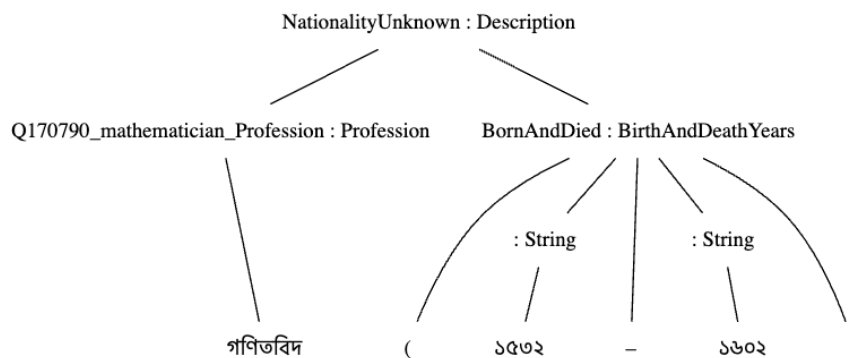 NationalityUnknown : Description
Q170790_mathematician_Profession : Profession BornAndDied : BirthAndDeathYears
: String : String
গণিতবিদ ( ১৫৩২ – ১৬০২